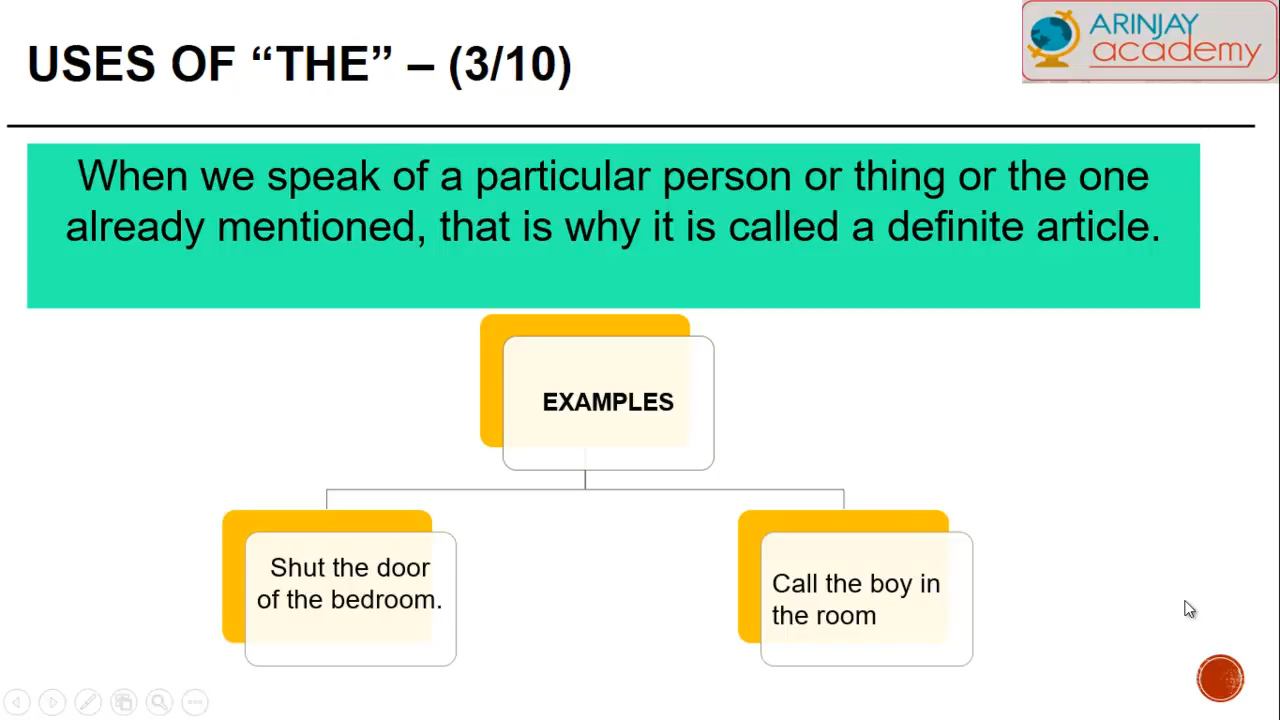 USES OF “THE” – (3/10)
ARINJAY
academy
When we speak of a particular person or thing or the one
already mentioned, that is why it is called a definite article.
EXAMPLES
Shut the door
of the bedroom.
Call the boy in
the room